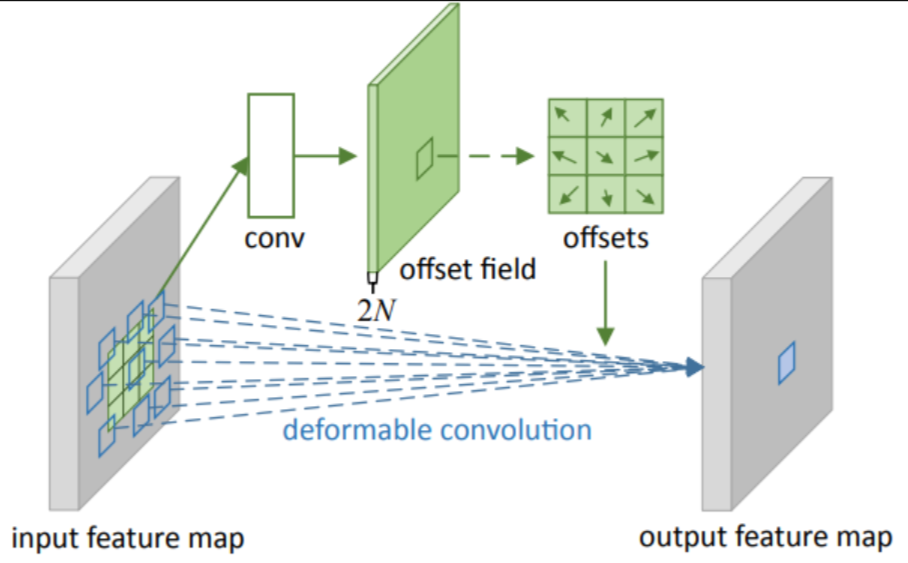 conv
offset field
2N
offsets
deformable convolution
input feature map
output feature map